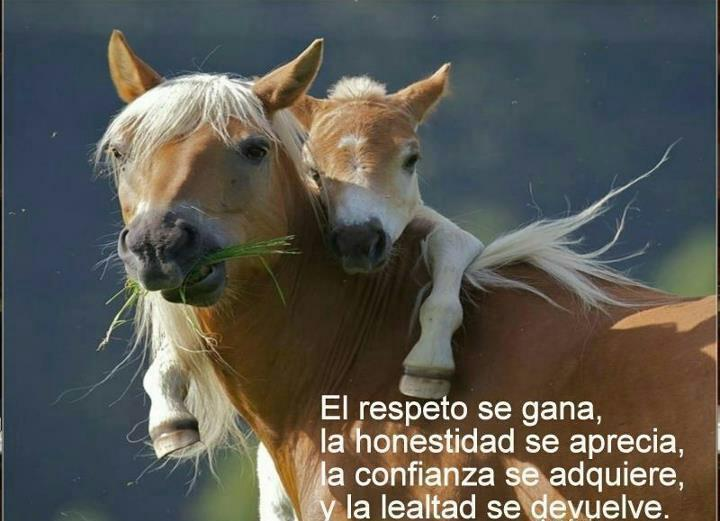 El respeto se gana,
la honestidad se aprecia,
la confianza se adquiere,
y la lealtad se devuelve.